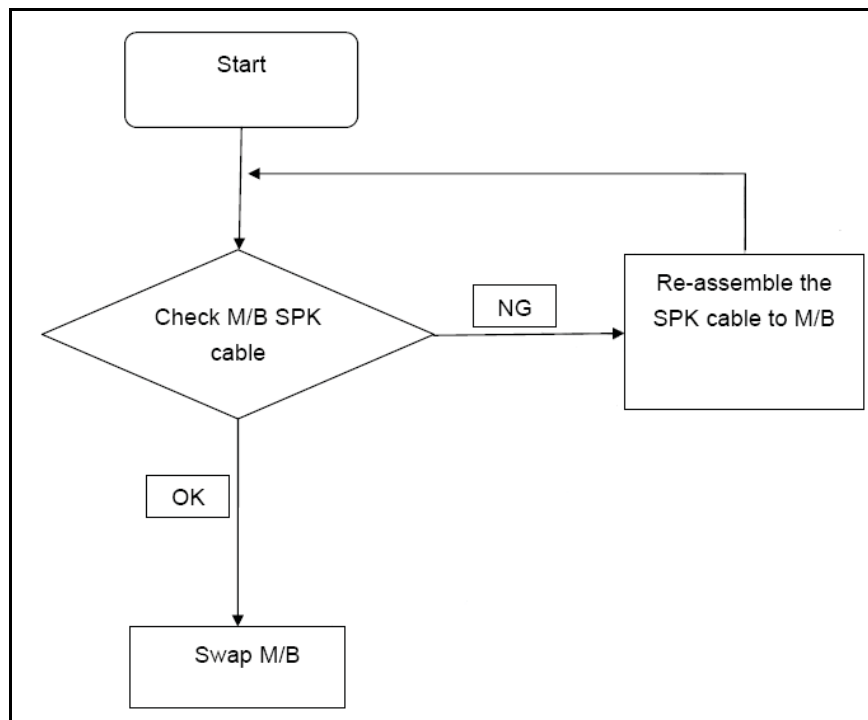 Start
Check M/B SPK
cable
NG
Re-assemble the
SPK cable to M/B
OK
Swap M/B